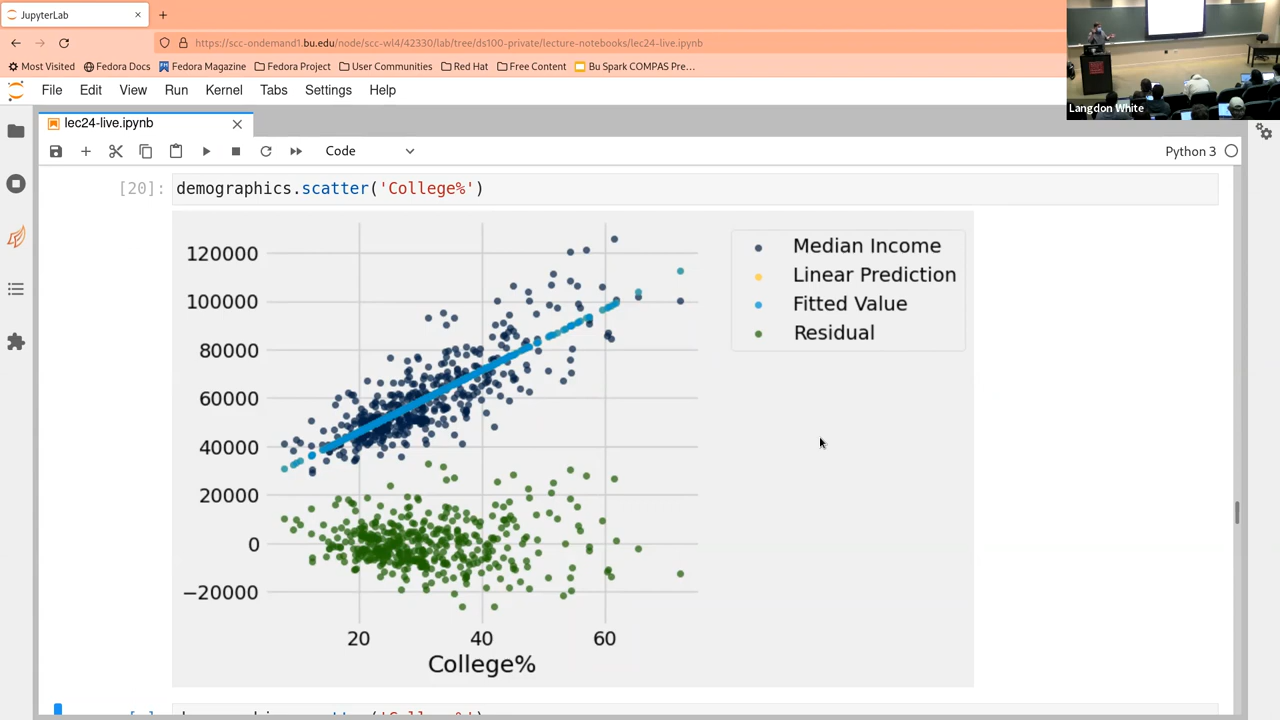 JupyterLab
https://scc-ondemand1.bu.edu/node/scc-wl4/42330/lab/tree/ds100-private/lecture-notebooks/lec24-live.ipynb
Most Visited Fedora Docs Fedora Magazine Fedora Project User Communities Red Hat Free Content Bu Spark COMPAS Pre…
Langdon White
File Edit View Run Kernel Tabs Settings Help
lec24-live.ipynb
Code
Python 3
[20]: demographics.scatter('College%')
Median Income
Linear Prediction
Fitted Value
Residual
120000
100000
80000
60000
40000
20000
0
−20000
20 40 60
College%